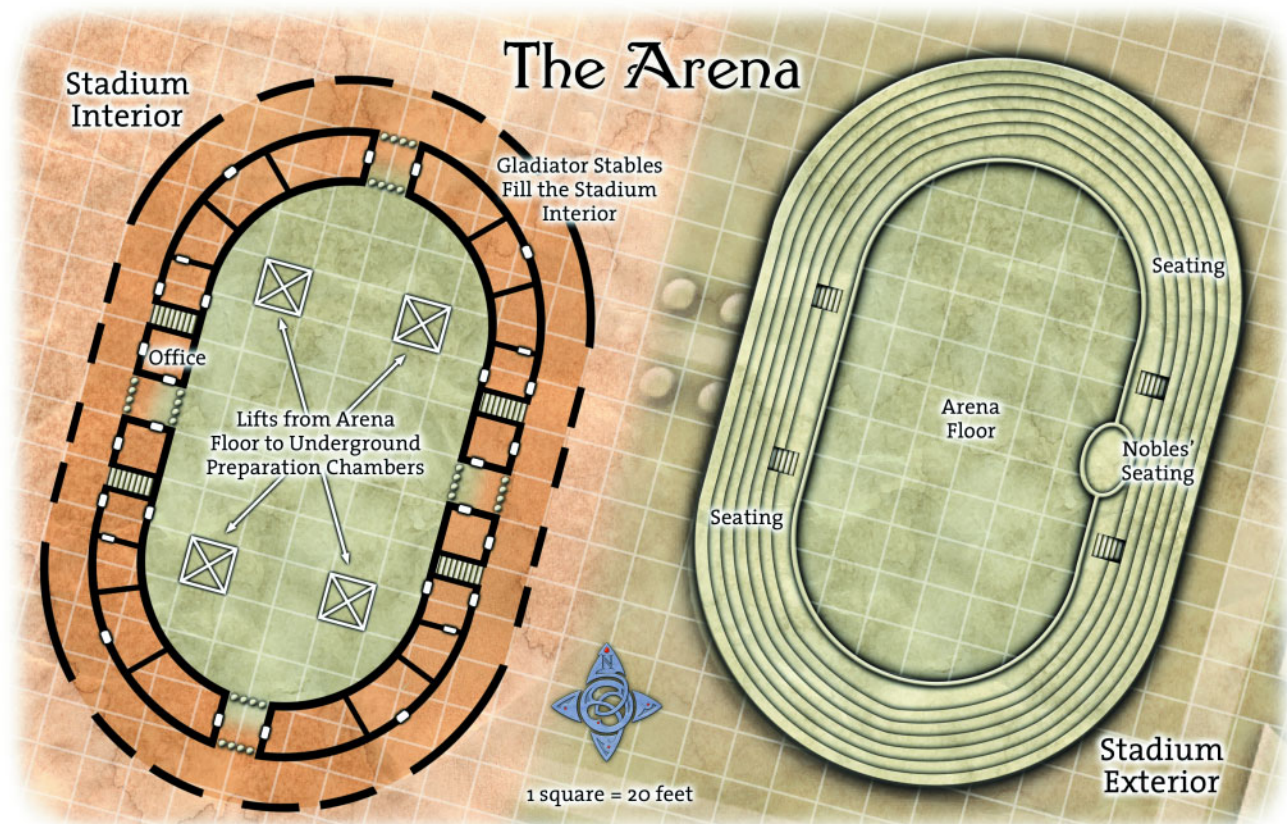 The Arena
Stadium
Interior
Gladiator Stables
Fill the Stadium
Interior
Office
Lifts from Arena
Floor to Underground
Preparation Chambers
Seating
Arena
Floor
Nobles'
Seating
Seating
N
1 square = 20 feet
Stadium
Exterior